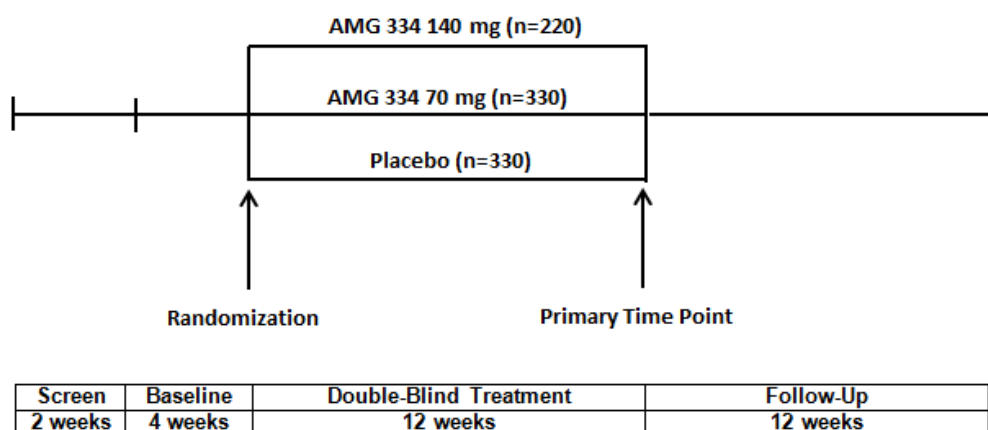 AMG 334 140 mg (n=220)
AMG 334 70 mg (n=330)
Placebo (n=330)
Randomization
Primary Time Point
Screen Baseline Double-Blind Treatment Follow-Up
2 weeks 4 weeks 12 weeks 12 weeks